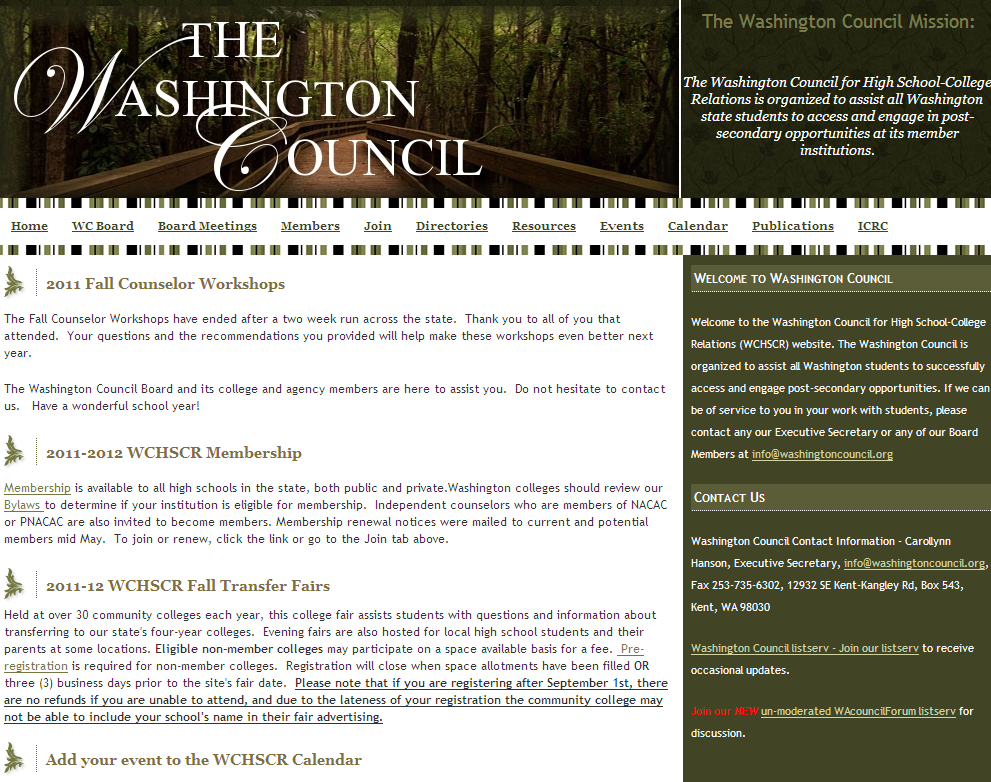 THE
WASHINGTON
COUNCIL
The Washington Council Mission:
The Washington Council for High School-College
Relations is organized to assist all Washington
state students to access and engage in post-
secondary opportunities at its member
institutions.
Home WC Board Board Meetings Members Join Directories Resources Events Calendar Publications ICRC
2011 Fall Counselor Workshops
The Fall Counselor Workshops have ended after a two week run across the state. Thank you to all of you that
attended. Your questions and the recommendations you provided will help make these workshops even better next
year.
The Washington Council Board and its college and agency members are here to assist you. Do not hesitate to contact
us. Have a wonderful school year!
2011-2012 WCHSCR Membership
Membership is available to all high schools in the state, both public and private.Washington colleges should review our
Bylaws to determine if your institution is eligible for membership. Independent counselors who are members of NACAC
or PNACAC are also invited to become members. Membership renewal notices were mailed to current and potential
members mid May. To join or renew, click the link or go to the Join tab above.
2011-12 WCHSCR Fall Transfer Fairs
Held at over 30 community colleges each year, this college fair assists students with questions and information about
transferring to our state's four-year colleges. Evening fairs are also hosted for local high school students and their
parents at some locations. Eligible non-member colleges may participate on a space available basis for a fee. Pre-
registration is required for non-member colleges. Registration will close when space allotments have been filled OR
three (3) business days prior to the site's fair date. Please note that if you are registering after September 1st, there
are no refunds if you are unable to attend, and due to the lateness of your registration the community college may
not be able to include your school's name in their fair advertising.
Add your event to the WCHSCR Calendar
Welcome to Washington Council
Welcome to the Washington Council for High School-College
Relations (WCHSCR) website. The Washington Council is
organized to assist all Washington students to successfully
access and engage post-secondary opportunities. If we can
be of service to you in your work with students, please
contact any our Executive Secretary or any of our Board
Members at info@washingtoncouncil.org
Contact Us
Washington Council Contact Information - Carollynn
Hanson, Executive Secretary, info@washingtoncouncil.org,
Fax 253-735-6302, 12932 SE Kent-Kangley Rd, Box 543,
Kent, WA 98030
Washington Council listserv - Join our listserv to receive
occasional updates.
Join our NEW un-moderated WAcouncilForum listserv for
discussion.